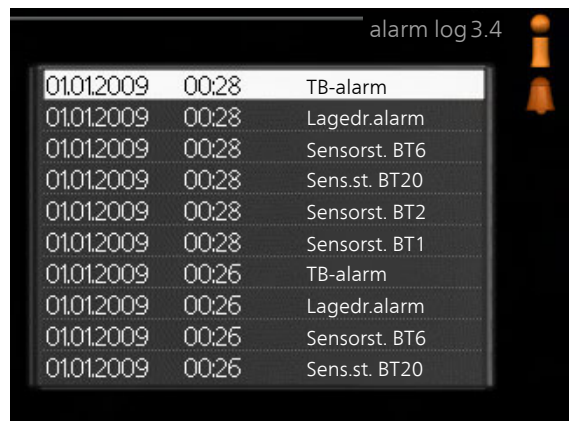 alarm log 3.4
01.01.2009 00:28 TB-alarm
01.01.2009 00:28 Lagedr.alarm
01.01.2009 00:28 Sensorst. BT6
01.01.2009 00:28 Sens.st. BT20
01.01.2009 00:28 Sensorst. BT2
01.01.2009 00:28 Sensorst. BT1
01.01.2009 00:26 TB-alarm
01.01.2009 00:26 Lagedr.alarm
01.01.2009 00:26 Sensorst. BT6
01.01.2009 00:26 Sens.st. BT20